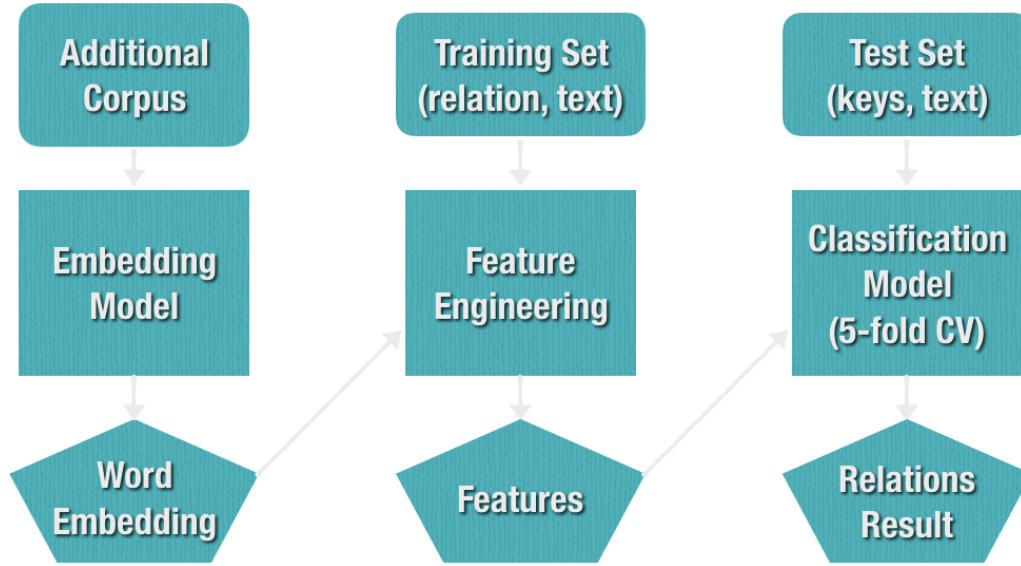 Additional
Corpus
Training Set
(relation, text)
Test Set
(keys, text)
Embedding
Model
Feature
Engineering
Classification
Model
(5-fold CV)
Word
Embedding
Features
Relations
Result